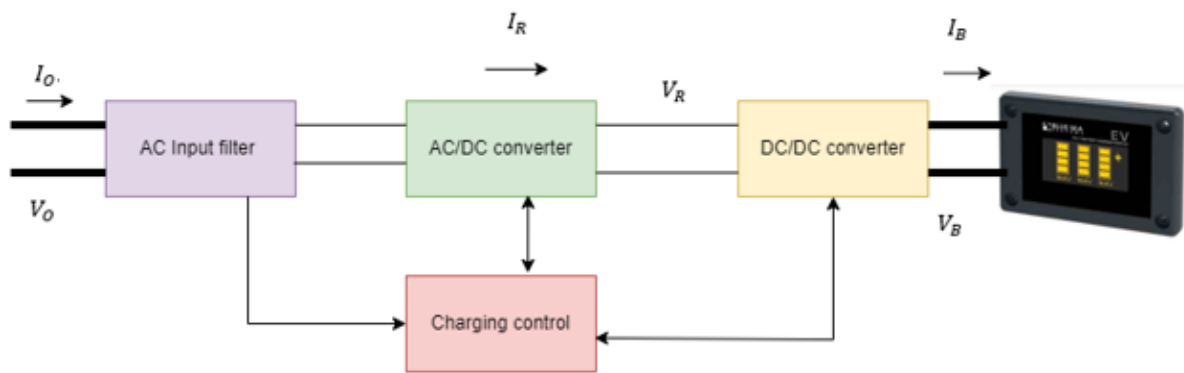 I_R
I_B
I_O.
V_R
AC Input filter
AC/DC converter
DC/DC converter
EV
V_O
V_B
Charging control